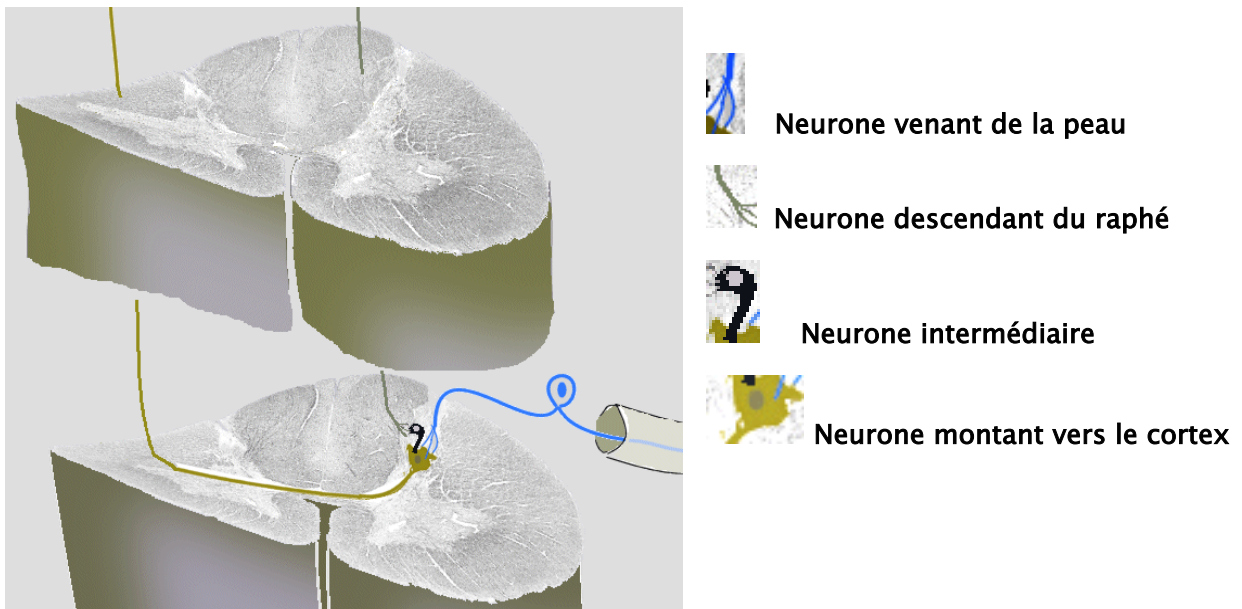 Neurone venant de la peau
Neurone descendant du raphé
Neurone intermédiaire
Neurone montant vers le cortex